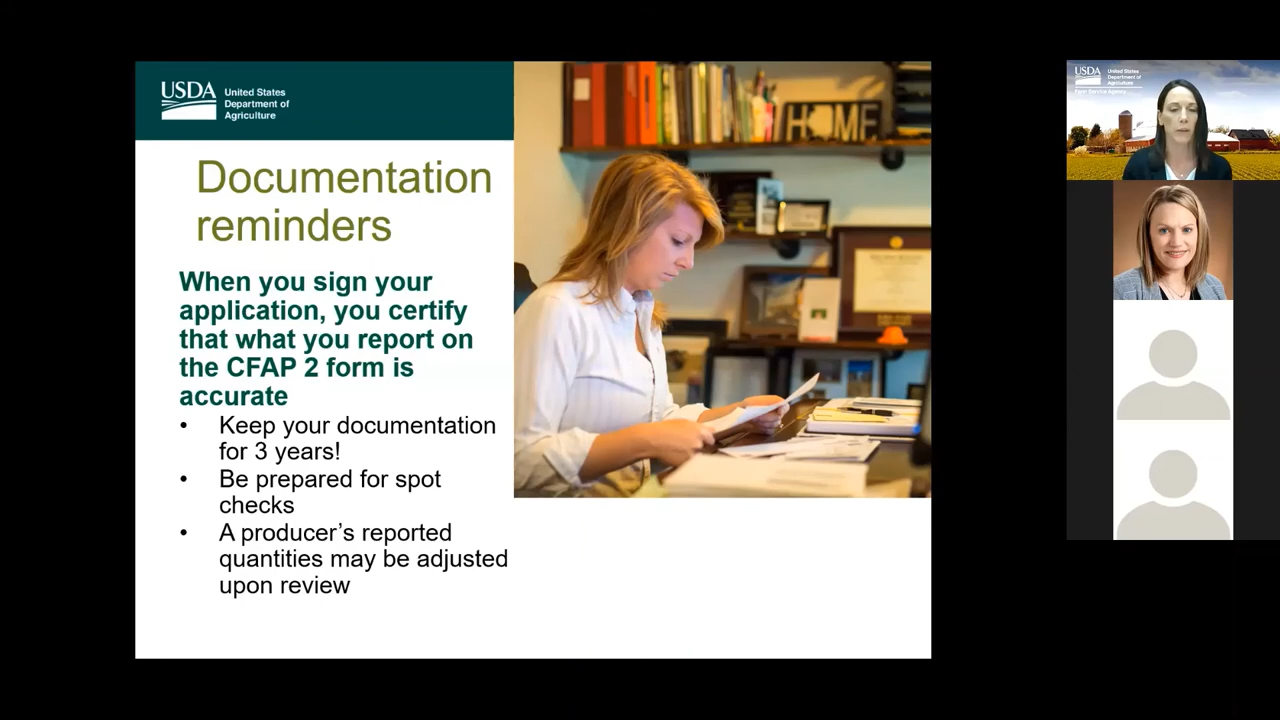 USDA
United States
Department of
Agriculture
Documentation
reminders
When you sign your
application, you certify
that what you report on
the CFAP 2 form is
accurate
• Keep your documentation
for 3 years!
• Be prepared for spot
checks
• A producer’s reported
quantities may be adjusted
upon review
HOME
USDA
United States
Department of
Agriculture
Farm Service Agency